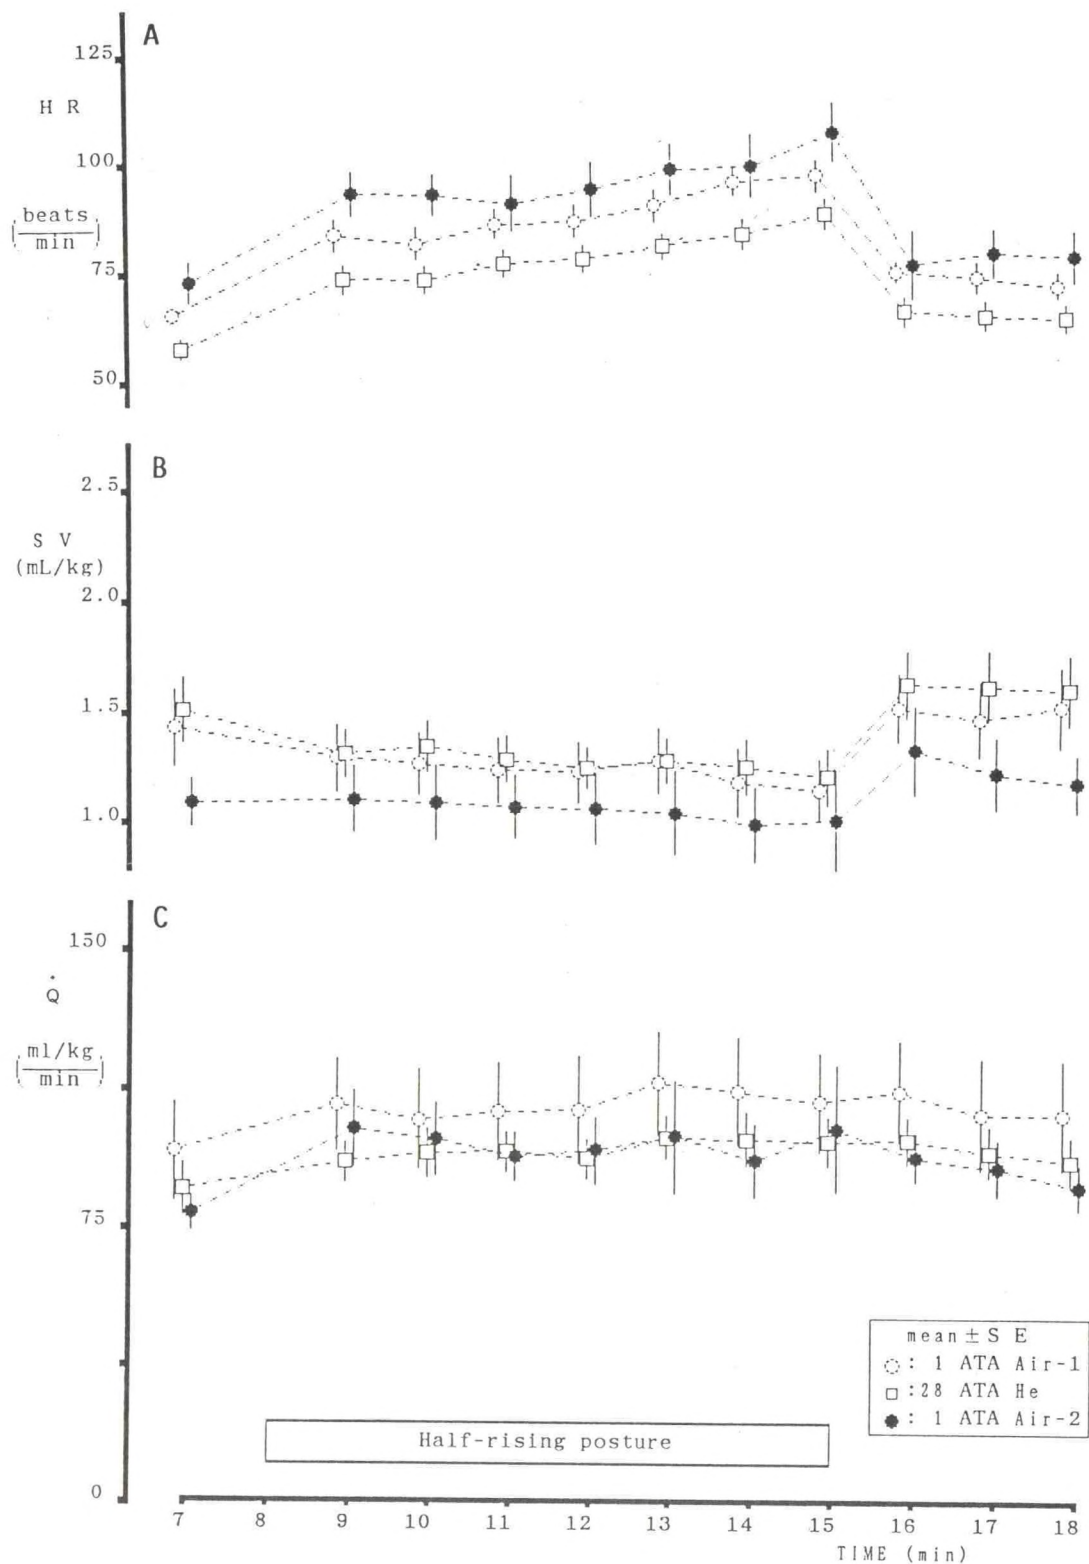 A
125
H R
100
beats
min
75
50
B
2.5
S V
(mL/kg)
2.0
1.5
1.0
C
150
Q̇
ml/kg
min
75
mean ± S E
: 1 ATA Air-1
: 28 ATA He
: 1 ATA Air-2
Half-rising posture
0
7 8 9 10 11 12 13 14 15 16 17 18
TIME (min)